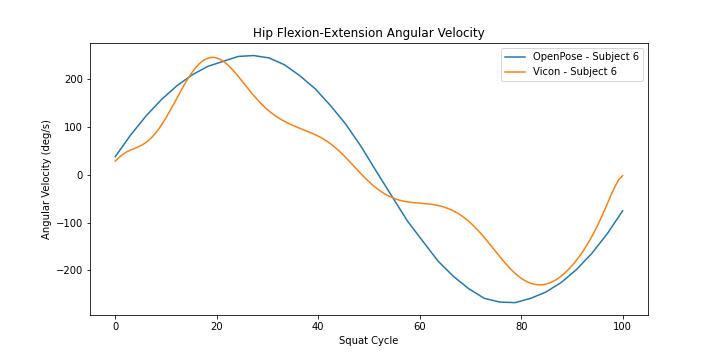 Hip Flexion-Extension Angular Velocity
OpenPose - Subject 6
Vicon - Subject 6
Angular Velocity (deg/s)
200
100
0
−100
−200
0 20 40 60 80 100
Squat Cycle